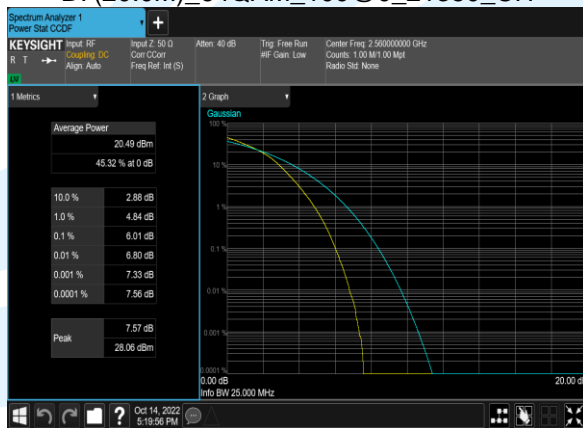 Spectrum Analyzer 1
Power Stat CCDF
KEYSIGHT
R T
Input: RF
Coupling: DC
Align: Auto
Input Z: 50 Ω
Corr CCorr
Freq Ref: Int (S)
Atten: 40 dB
Trig: Free Run
#IF Gain: Low
Center Freq: 2.560000000 GHz
Counts: 1.00 M/1.00 Mpt
Radio Std: None
1 Metrics
Average Power
20.49 dBm
45.32 % at 0 dB
10.0 % 2.88 dB
1.0 % 4.84 dB
0.1 % 6.01 dB
0.01 % 6.80 dB
0.001 % 7.33 dB
0.0001 % 7.56 dB
Peak
7.57 dB
28.06 dBm
2 Graph
Gaussian
100 %
10 %
1 %
0.1 %
0.01 %
0.001 %
0.0001 %
0.00 dB
20.00 d
Info BW 25.000 MHz
Oct 14, 2022
5:19:56 PM